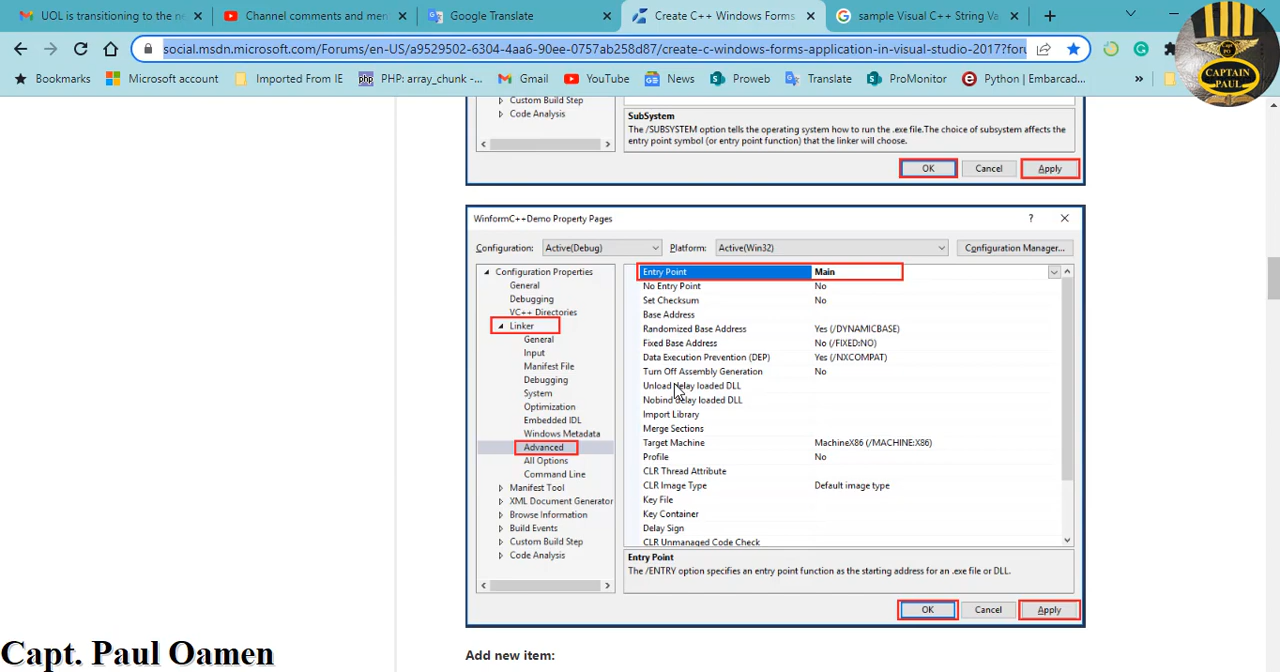 UOL is transitioning to the ne
Channel comments and men
Google Translate
Create C++ Windows Forms
sample Visual C++ String Va
social.msdn.microsoft.com/Forums/en-US/a9529502-6304-4aa6-90ee-0757ab258d87/create-c-windows-forms-application-in-visual-studio-2017?foru
Bookmarks
Microsoft account
Imported From IE
PHP: array_chunk -...
Gmail
YouTube
News
Proweb
Translate
ProMonitor
Python | Embarcad...
Capt PO
CAPTAIN
PAUL
Custom Build Step
Code Analysis
SubSystem
The /SUBSYSTEM option tells the operating system how to run the .exe file.The choice of subsystem affects the
entry point symbol (or entry point function) that the linker will choose.
OK Cancel Apply
WinformC++Demo Property Pages
Configuration: Active(Debug) Platform: Active(Win32) Configuration Manager...
Configuration Properties
General
Debugging
VC++ Directories
Linker
General
Input
Manifest File
Debugging
System
Optimization
Embedded IDL
Windows Metadata
Advanced
All Options
Command Line
Manifest Tool
XML Document Generator
Browse Information
Build Events
Custom Build Step
Code Analysis
Entry Point Main
No Entry Point No
Set Checksum No
Base Address
Randomized Base Address Yes (/DYNAMICBASE)
Fixed Base Address No (/FIXED:NO)
Data Execution Prevention (DEP) Yes (/NXCOMPAT)
Turn Off Assembly Generation No
Unload delay loaded DLL
Nobind delay loaded DLL
Import Library
Merge Sections
Target Machine MachineX86 (/MACHINE:X86)
Profile No
CLR Thread Attribute
CLR Image Type Default image type
Key File
Key Container
Delay Sign
CLR Unmanaged Code Check
Entry Point
The /ENTRY option specifies an entry point function as the starting address for an .exe file or DLL.
OK Cancel Apply
Add new item:
Capt. Paul Oamen